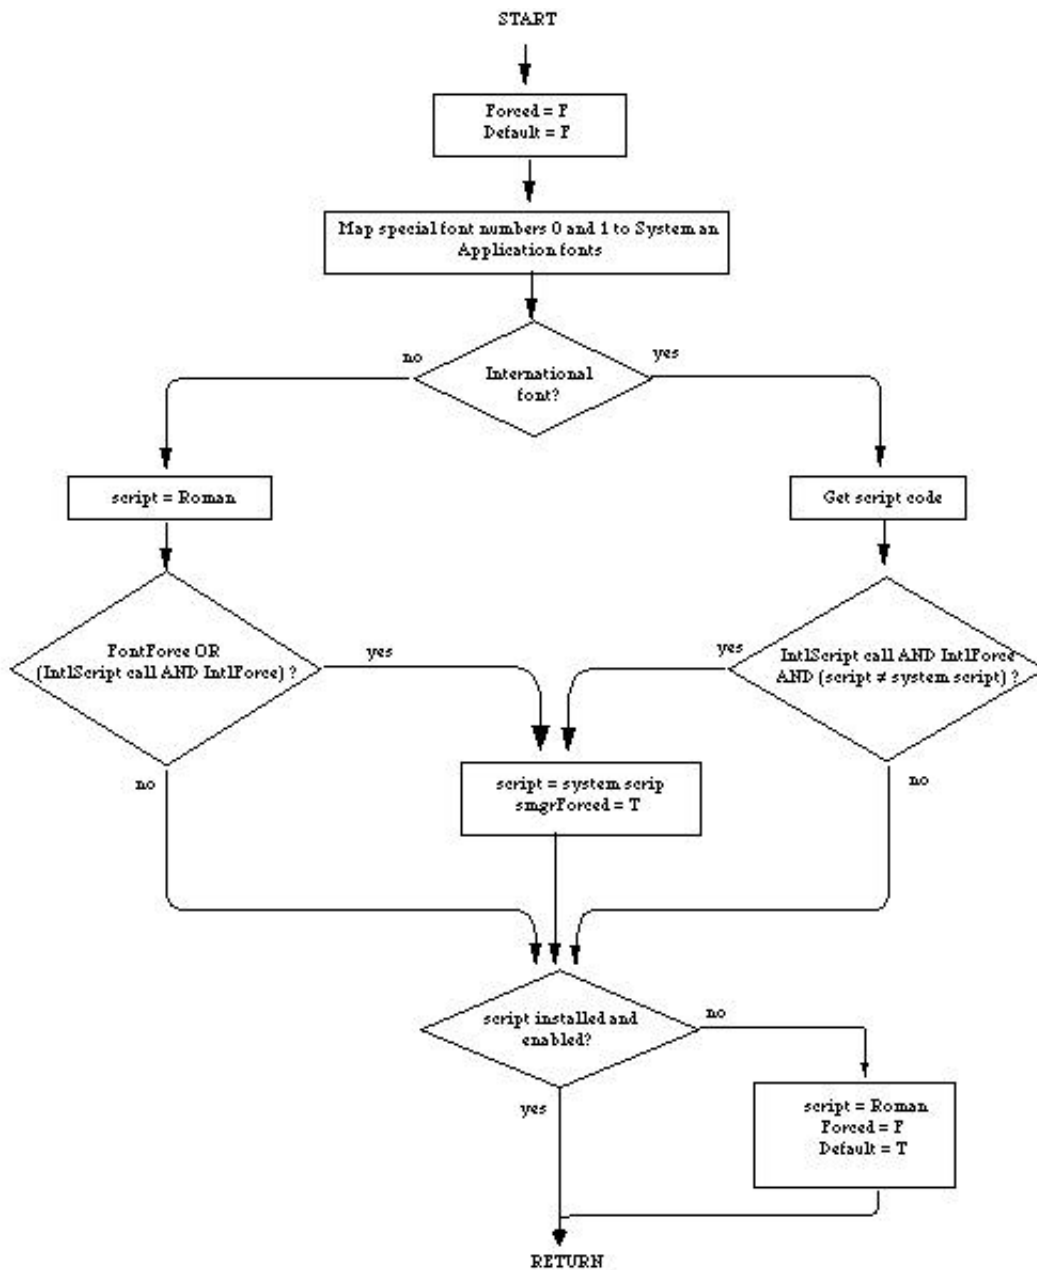 START
Forced = F
Default = F
Map special font numbers 0 and 1 to System an
Application fonts
no
yes
International
font?
script = Roman
Get script code
FontForce OR
(IntlScript call AND IntlForce) ?
yes
yes
IntlScript call AND IntlForce
AND (script ≠ system script) ?
no
script = system scrip
smgrForced = T
no
script installed and
enabled?
no
yes
script = Roman
Forced = F
Default = T
RETURN